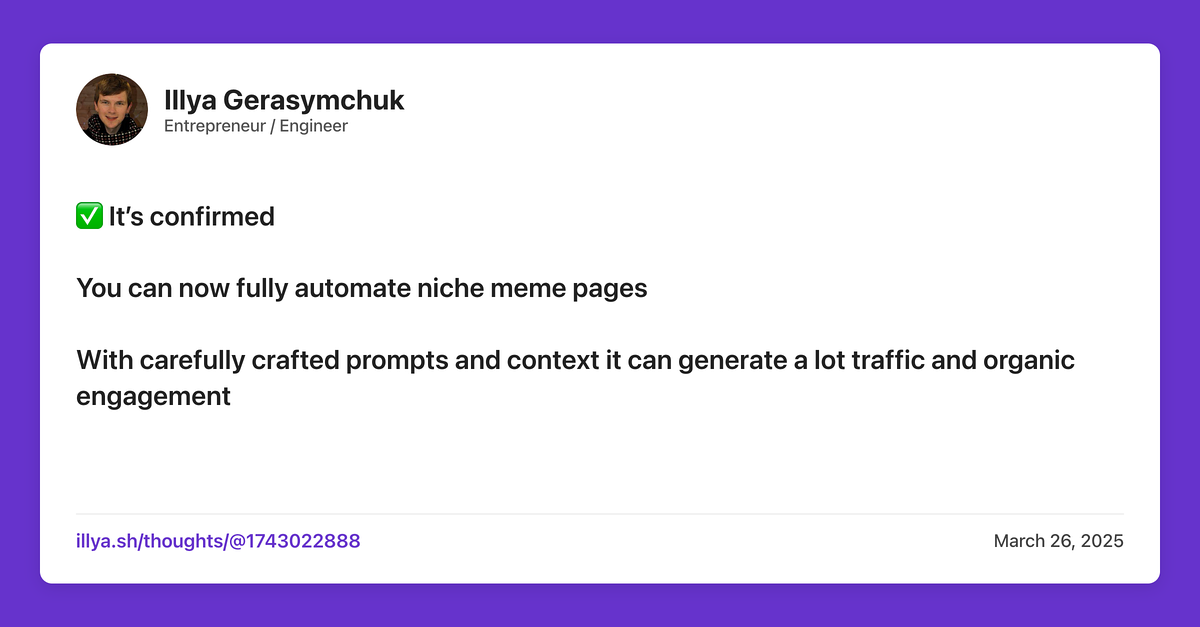 Illya Gerasymchuk
Entrepreneur / Engineer
✅ It’s confirmed
You can now fully automate niche meme pages
With carefully crafted prompts and context it can generate a lot traffic and organic
engagement
illya.sh/thoughts/@1743022888
March 26, 2025